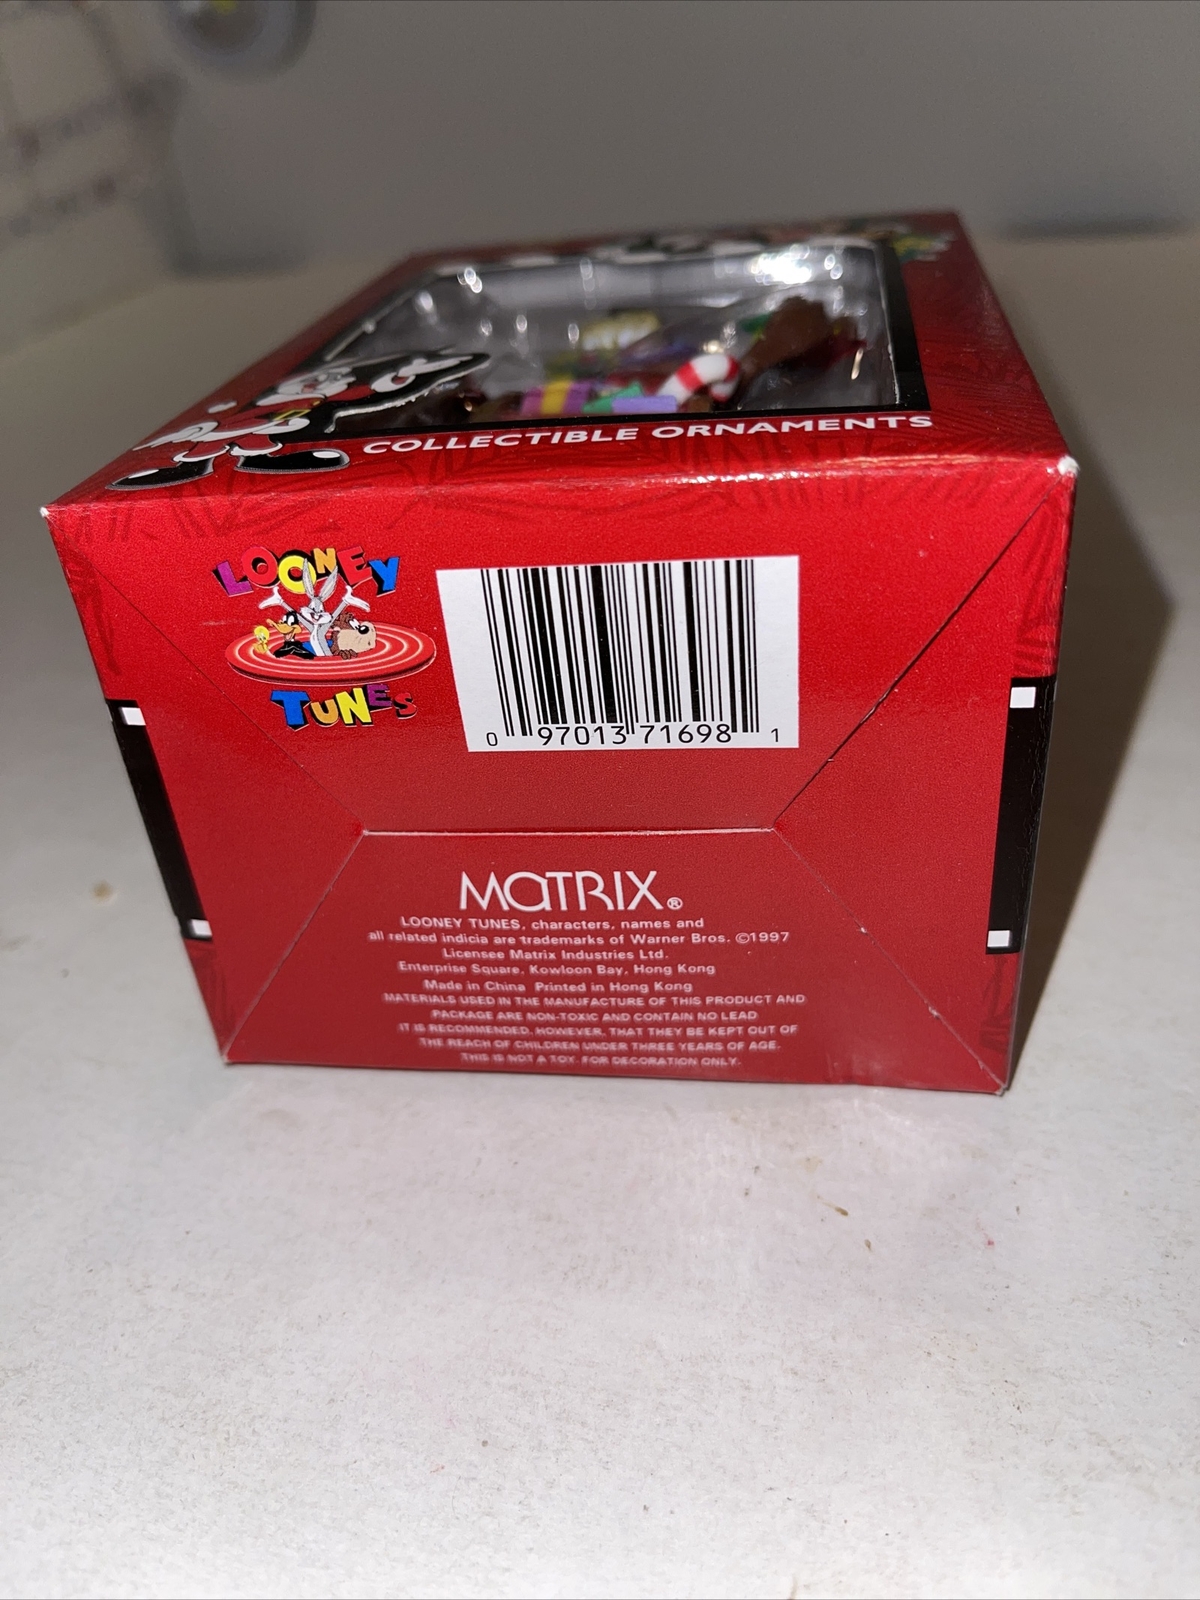 COLLECTIBLE ORNAMENTS
LOONEY
TUNES
0 97013 71698 1
MATRIX®
LOONEY TUNES, characters, names and
all related indicia are trademarks of Warner Bros. ©1997
Licensee Matrix Industries Ltd.
Enterprise Square, Kowloon Bay, Hong Kong
Made in China Printed in Hong Kong
MATERIALS USED IN THE MANUFACTURE OF THIS PRODUCT AND
PACKAGE ARE NON-TOXIC AND CONTAIN NO LEAD
IT IS RECOMMENDED, HOWEVER, THAT THEY BE KEPT OUT OF
THE REACH OF CHILDREN UNDER THREE YEARS OF AGE.
THIS IS NOT A TOY. FOR DECORATION ONLY.